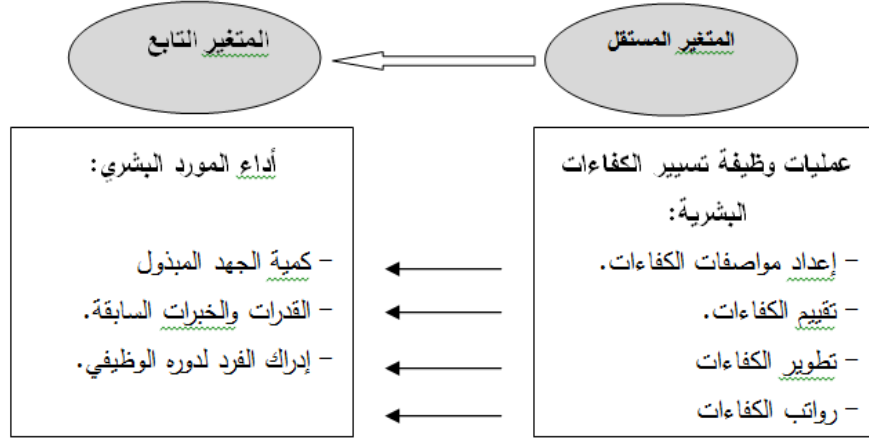 المتغير المستقل
المتغير التابع
عمليات وظيفة تسيير الكفاءات
البشرية:
- إعداد مواصفات الكفاءات.
- تقييم الكفاءات.
- تطوير الكفاءات
- رواتب الكفاءات
أداء المورد البشري:
- كمية الجهد المبذول
- القدرات والخبرات السابقة.
- إدراك الفرد لدوره الوظيفي.